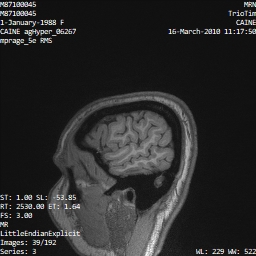 M87100045
M87100045
1-January-1988 F
CAINE agHyper_06267
mprage_5e RMS
MRN
TrioTim
CAINE
16-March-2010 11:17:50
ST: 1.00 SL: -53.85
RT: 2530.00 ET: 1.64
FS: 3.00
MR
LittleEndianExplicit
Images: 39/192
Series: 3
WL: 229 WW: 522